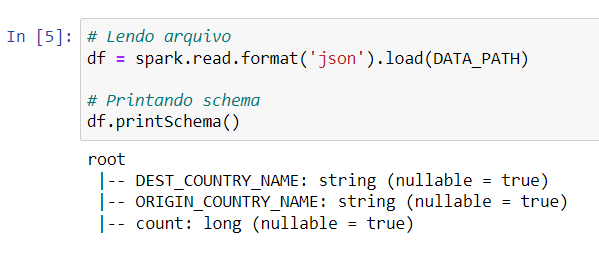 In [5]: # Lendo arquivo
df = spark.read.format('json').load(DATA_PATH)
# Printando schema
df.printSchema()
root
|-- DEST_COUNTRY_NAME: string (nullable = true)
|-- ORIGIN_COUNTRY_NAME: string (nullable = true)
|-- count: long (nullable = true)